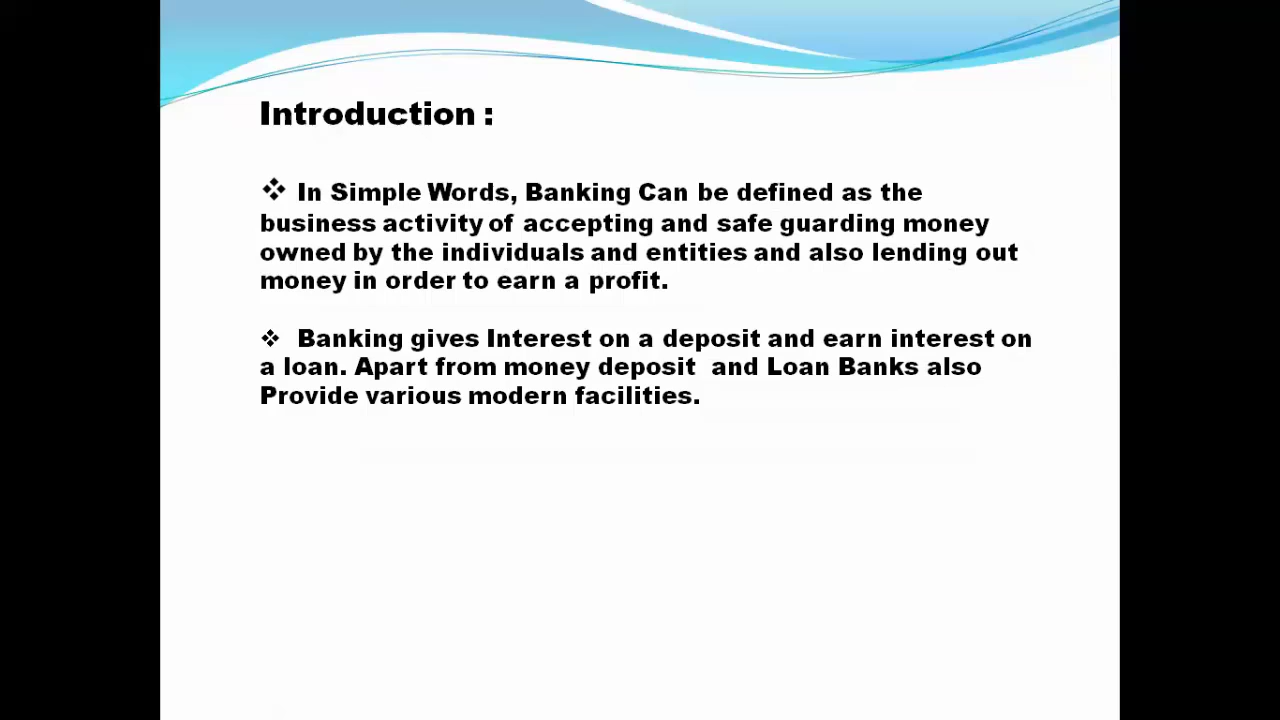 Introduction :
❖ In Simple Words, Banking Can be defined as the
business activity of accepting and safe guarding money
owned by the individuals and entities and also lending out
money in order to earn a profit.
❖ Banking gives Interest on a deposit and earn interest on
a loan. Apart from money deposit and Loan Banks also
Provide various modern facilities.